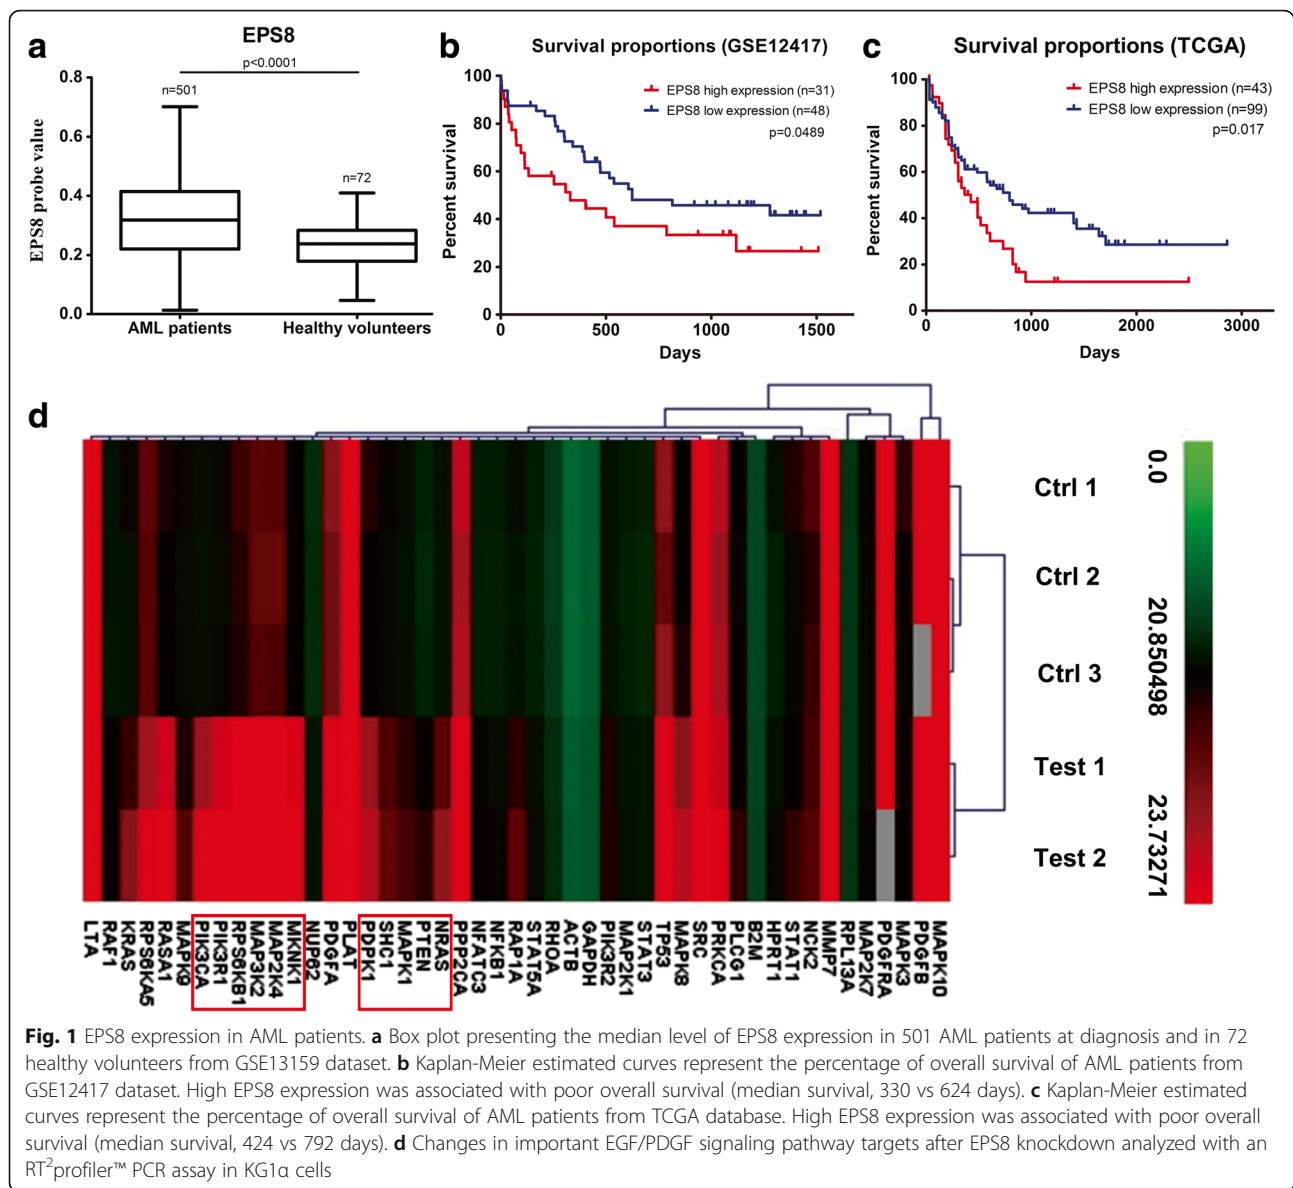 a
EPS8
p<0.0001
n=501
n=72
EPS8 probe value
0.8
0.6
0.4
0.2
0.0
AML patients
Healthy volunteers
b
Survival proportions (GSE12417)
EPS8 high expression (n=31)
EPS8 low expression (n=48)
p=0.0489
Percent survival
100
80
60
40
20
0
0
500
1000
1500
Days
c
Survival proportions (TCGA)
EPS8 high expression (n=43)
EPS8 low expression (n=99)
p=0.017
Percent survival
100
80
60
40
20
0
0
1000
2000
3000
Days
d
Ctrl 1
Ctrl 2
Ctrl 3
Test 1
Test 2
0.0
20.850498
23.73271
LTA
RAF1
KRAS
RPS6KA5
RASA1
MAPK9
PIK3CA
PIK3R1
RPS6KB1
MAP3K2
MAP2K4
MKNK1
NUP62
PDGFA
PLAT
PDPK1
SHC1
MAPK1
PTEN
NRAS
PPP2CA
NFATC3
NFKB1
RAP1A
STAT5A
RHOA
ACTB
GAPDH
PIK3R2
MAP2K1
STAT3
TP53
MAPK8
SRC
PRKCA
PLCG1
B2M
HPRT1
STAT1
NCK2
MMP7
RPL13A
MAP2K7
PDGFRA
MAPK3
PDGFB
MAPK10
Fig. 1 EPS8 expression in AML patients. a Box plot presenting the median level of EPS8 expression in 501 AML patients at diagnosis and in 72
healthy volunteers from GSE13159 dataset. b Kaplan-Meier estimated curves represent the percentage of overall survival of AML patients from
GSE12417 dataset. High EPS8 expression was associated with poor overall survival (median survival, 330 vs 624 days). c Kaplan-Meier estimated
curves represent the percentage of overall survival of AML patients from TCGA database. High EPS8 expression was associated with poor overall
survival (median survival, 424 vs 792 days). d Changes in important EGF/PDGF signaling pathway targets after EPS8 knockdown analyzed with an
RT²profiler™ PCR assay in KG1α cells